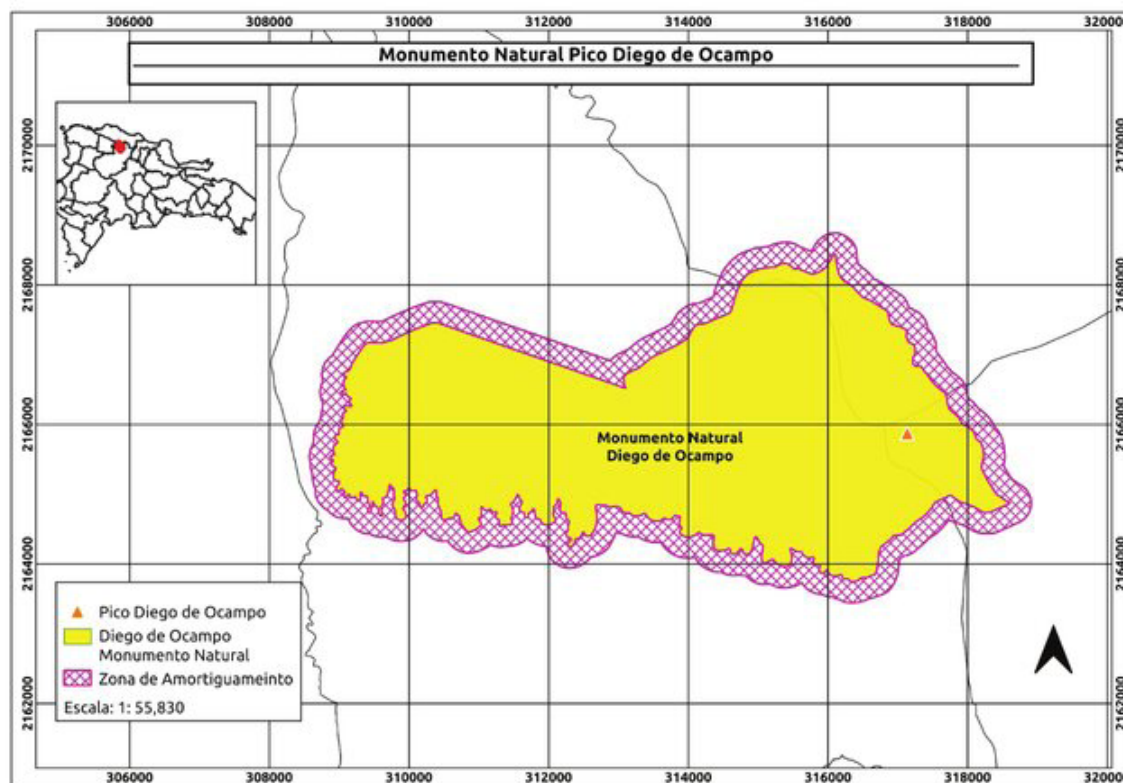 308000 310000 312000 314000 316000 318000 32000
Monumento Natural Pico Diego de Ocampo
2170000 2170000
2168000 2168000
2166000 2166000
Monumento Natural
Diego de Ocampo
2164000 2164000
Pico Diego de Ocampo
Diego de Ocampo
Monumento Natural
Zona de Amortiguameinto
Escala: 1: 55,830
2162000 2162000
306000 308000 310000 312000 314000 316000 318000 32000